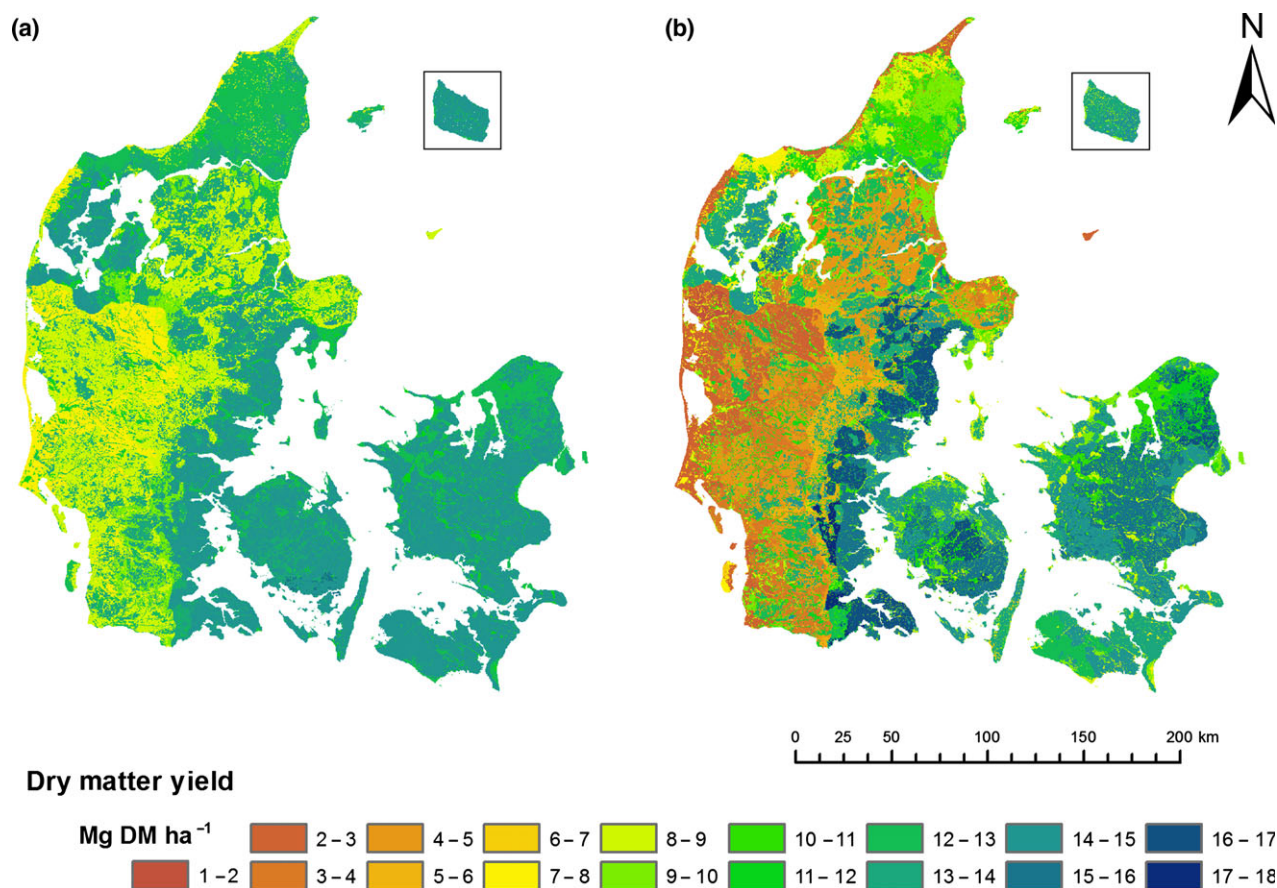 (a)
(b)
N
0 25 50 100 150 200 km
Dry matter yield
Mg DM ha⁻¹
2 – 3 4 – 5 6 – 7 8 – 9 10 – 11 12 – 13 14 – 15 16 – 17
1 – 2 3 – 4 5 – 6 7 – 8 9 – 10 11 – 12 13 – 14 15 – 16 17 – 18